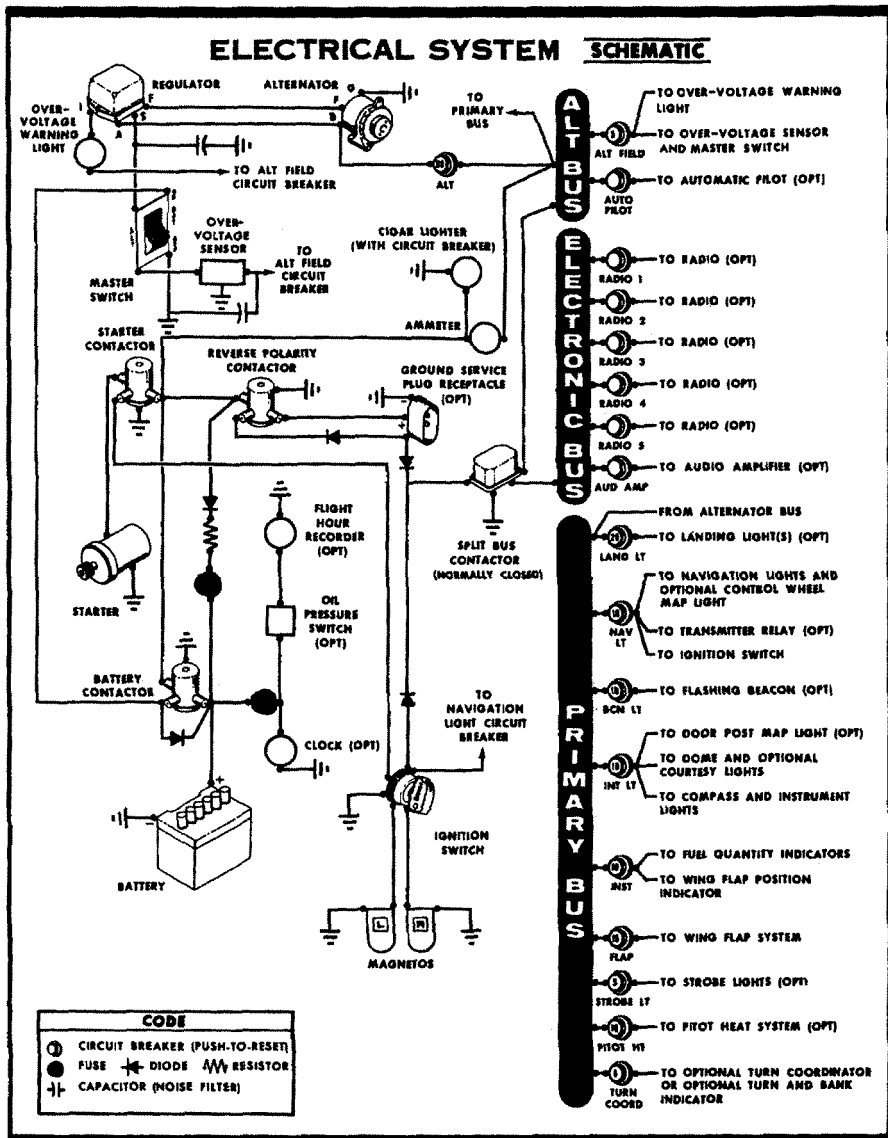 ELECTRICAL SYSTEM SCHEMATIC
REGULATOR
ALTERNATOR
G
F
F
I
S
A
B
OVER-
VOLTAGE
WARNING
LIGHT
TO ALT FIELD
CIRCUIT BREAKER
ALT
TO
PRIMARY
BUS
OVER-
VOLTAGE
SENSOR
TO
ALT FIELD
CIRCUIT
BREAKER
MASTER
SWITCH
CIGAR LIGHTER
(WITH CIRCUIT BREAKER)
AMMETER
STARTER
CONTACTOR
REVERSE POLARITY
CONTACTOR
GROUND SERVICE
PLUG RECEPTACLE
(OPT)
-
+
FLIGHT
HOUR
RECORDER
(OPT)
SPLIT BUS
CONTACTOR
(NORMALLY CLOSED)
STARTER
OIL
PRESSURE
SWITCH
(OPT)
BATTERY
CONTACTOR
TO
NAVIGATION
LIGHT CIRCUIT
BREAKER
CLOCK (OPT)
+
-
BATTERY
IGNITION
SWITCH
L
R
MAGNETOS
ALT BUS
TO OVER-VOLTAGE WARNING
LIGHT
5
ALT FIELD
TO OVER-VOLTAGE SENSOR
AND MASTER SWITCH
AUTO
PILOT
TO AUTOMATIC PILOT (OPT)
ELECTRONIC BUS
TO RADIO (OPT)
RADIO 1
TO RADIO (OPT)
RADIO 2
TO RADIO (OPT)
RADIO 3
TO RADIO (OPT)
RADIO 4
TO RADIO (OPT)
RADIO 5
TO AUDIO AMPLIFIER (OPT)
AUD AMP
PRIMARY BUS
FROM ALTERNATOR BUS
TO LANDING LIGHT(S) (OPT)
LAND LT
TO NAVIGATION LIGHTS AND
OPTIONAL CONTROL WHEEL
MAP LIGHT
NAV
LT
TO TRANSMITTER RELAY (OPT)
TO IGNITION SWITCH
TO FLASHING BEACON (OPT)
BCN LT
TO DOOR POST MAP LIGHT (OPT)
TO DOME AND OPTIONAL
COURTESY LIGHTS
INT LT
TO COMPASS AND INSTRUMENT
LIGHTS
TO FUEL QUANTITY INDICATORS
INST
TO WING FLAP POSITION
INDICATOR
TO WING FLAP SYSTEM
FLAP
TO STROBE LIGHTS (OPT)
STROBE LT
TO PITOT HEAT SYSTEM (OPT)
PITOT HT
TO OPTIONAL TURN COORDINATOR
OR OPTIONAL TURN AND BANK
INDICATOR
TURN
COORD
CODE
CIRCUIT BREAKER (PUSH-TO-RESET)
FUSE DIODE RESISTOR
CAPACITOR (NOISE FILTER)